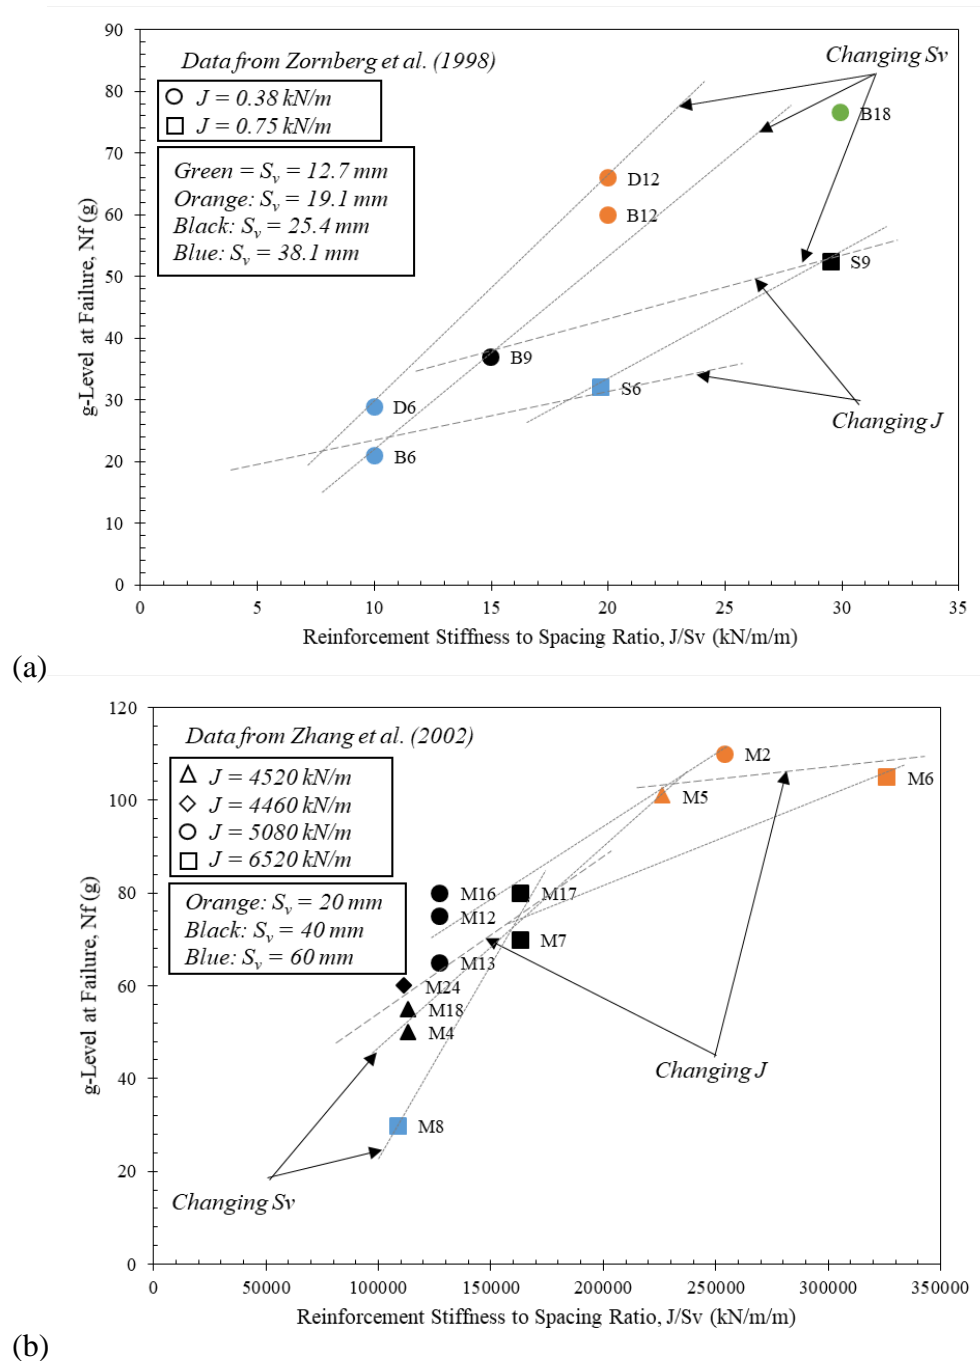 (a)
Data from Zornberg et al. (1998)
J = 0.38 kN/m
J = 0.75 kN/m
Green = Sv = 12.7 mm
Orange: Sv = 19.1 mm
Black: Sv = 25.4 mm
Blue: Sv = 38.1 mm
Changing Sv
B18
D12
B12
S9
B9
S6
D6
B6
Changing J
g-Level at Failure, Nf (g)
90
80
70
60
50
40
30
20
10
0
0 5 10 15 20 25 30 35
Reinforcement Stiffness to Spacing Ratio, J/Sv (kN/m/m)
(b)
Data from Zhang et al. (2002)
J = 4520 kN/m
J = 4460 kN/m
J = 5080 kN/m
J = 6520 kN/m
Orange: Sv = 20 mm
Black: Sv = 40 mm
Blue: Sv = 60 mm
M2
M6
M5
M16
M17
M12
M7
M13
M24
M18
M4
M8
Changing J
Changing Sv
g-Level at Failure, Nf (g)
120
100
80
60
40
20
0
0 50000 100000 150000 200000 250000 300000 350000
Reinforcement Stiffness to Spacing Ratio, J/Sv (kN/m/m)